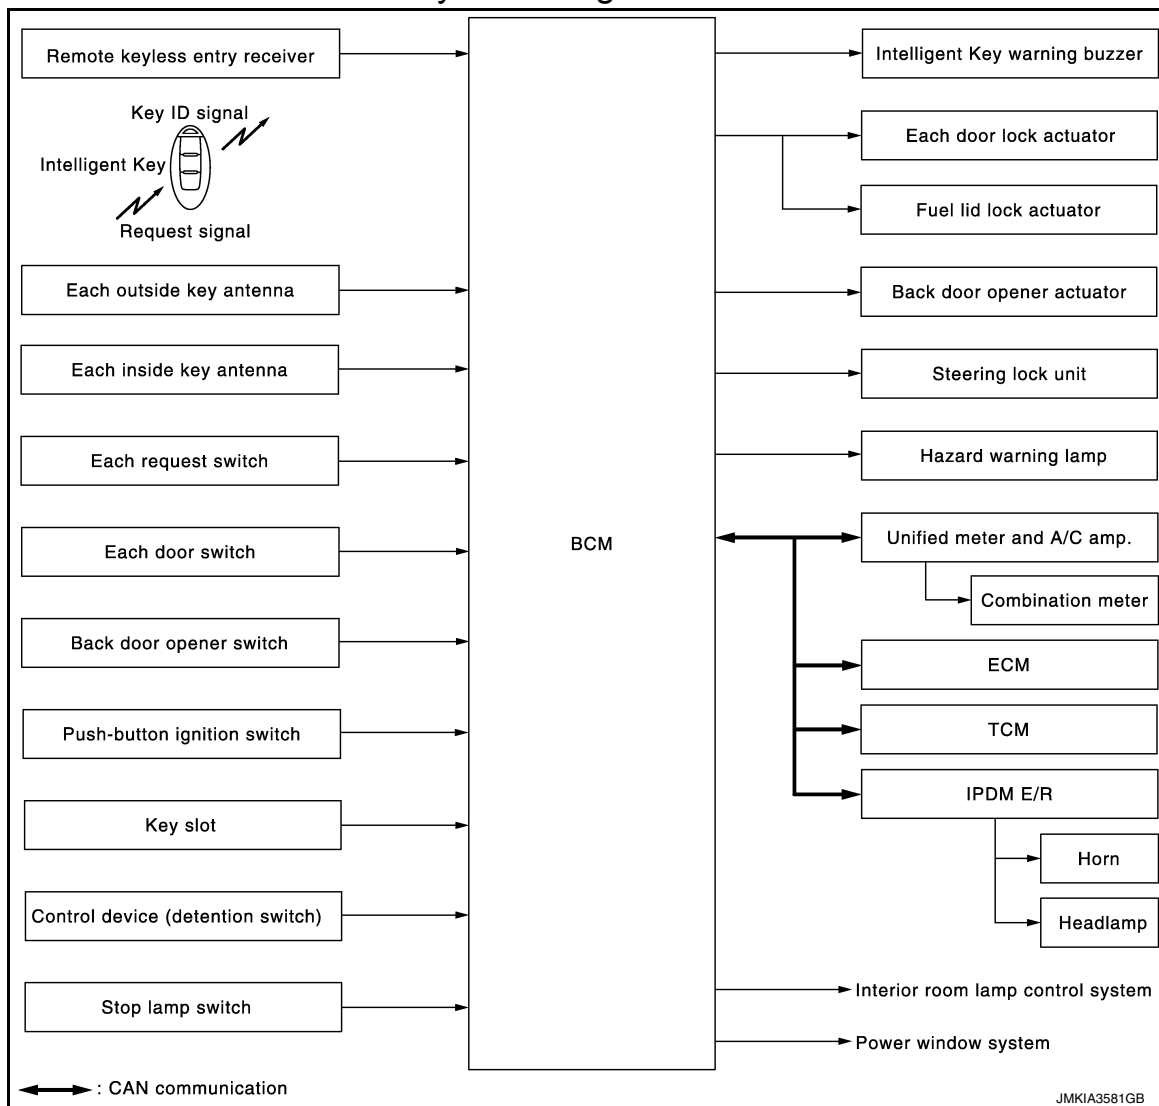 Remote keyless entry receiver
Key ID signal
Intelligent Key
Request signal
Each outside key antenna
Each inside key antenna
Each request switch
Each door switch
Back door opener switch
Push-button ignition switch
Key slot
Control device (detention switch)
Stop lamp switch
BCM
Intelligent Key warning buzzer
Each door lock actuator
Fuel lid lock actuator
Back door opener actuator
Steering lock unit
Hazard warning lamp
Unified meter and A/C amp.
Combination meter
ECM
TCM
IPDM E/R
Horn
Headlamp
Interior room lamp control system
Power window system
: CAN communication
JMKIA3581GB